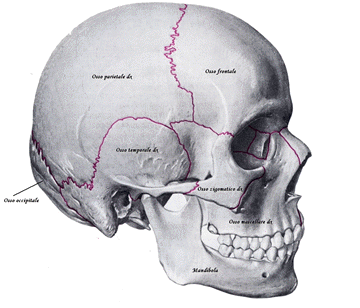 Osso parietale dx
Osso frontale
Osso temporale dx
Osso zigomatico dx
Osso occipitale
Osso mascellare dx
Mandibola